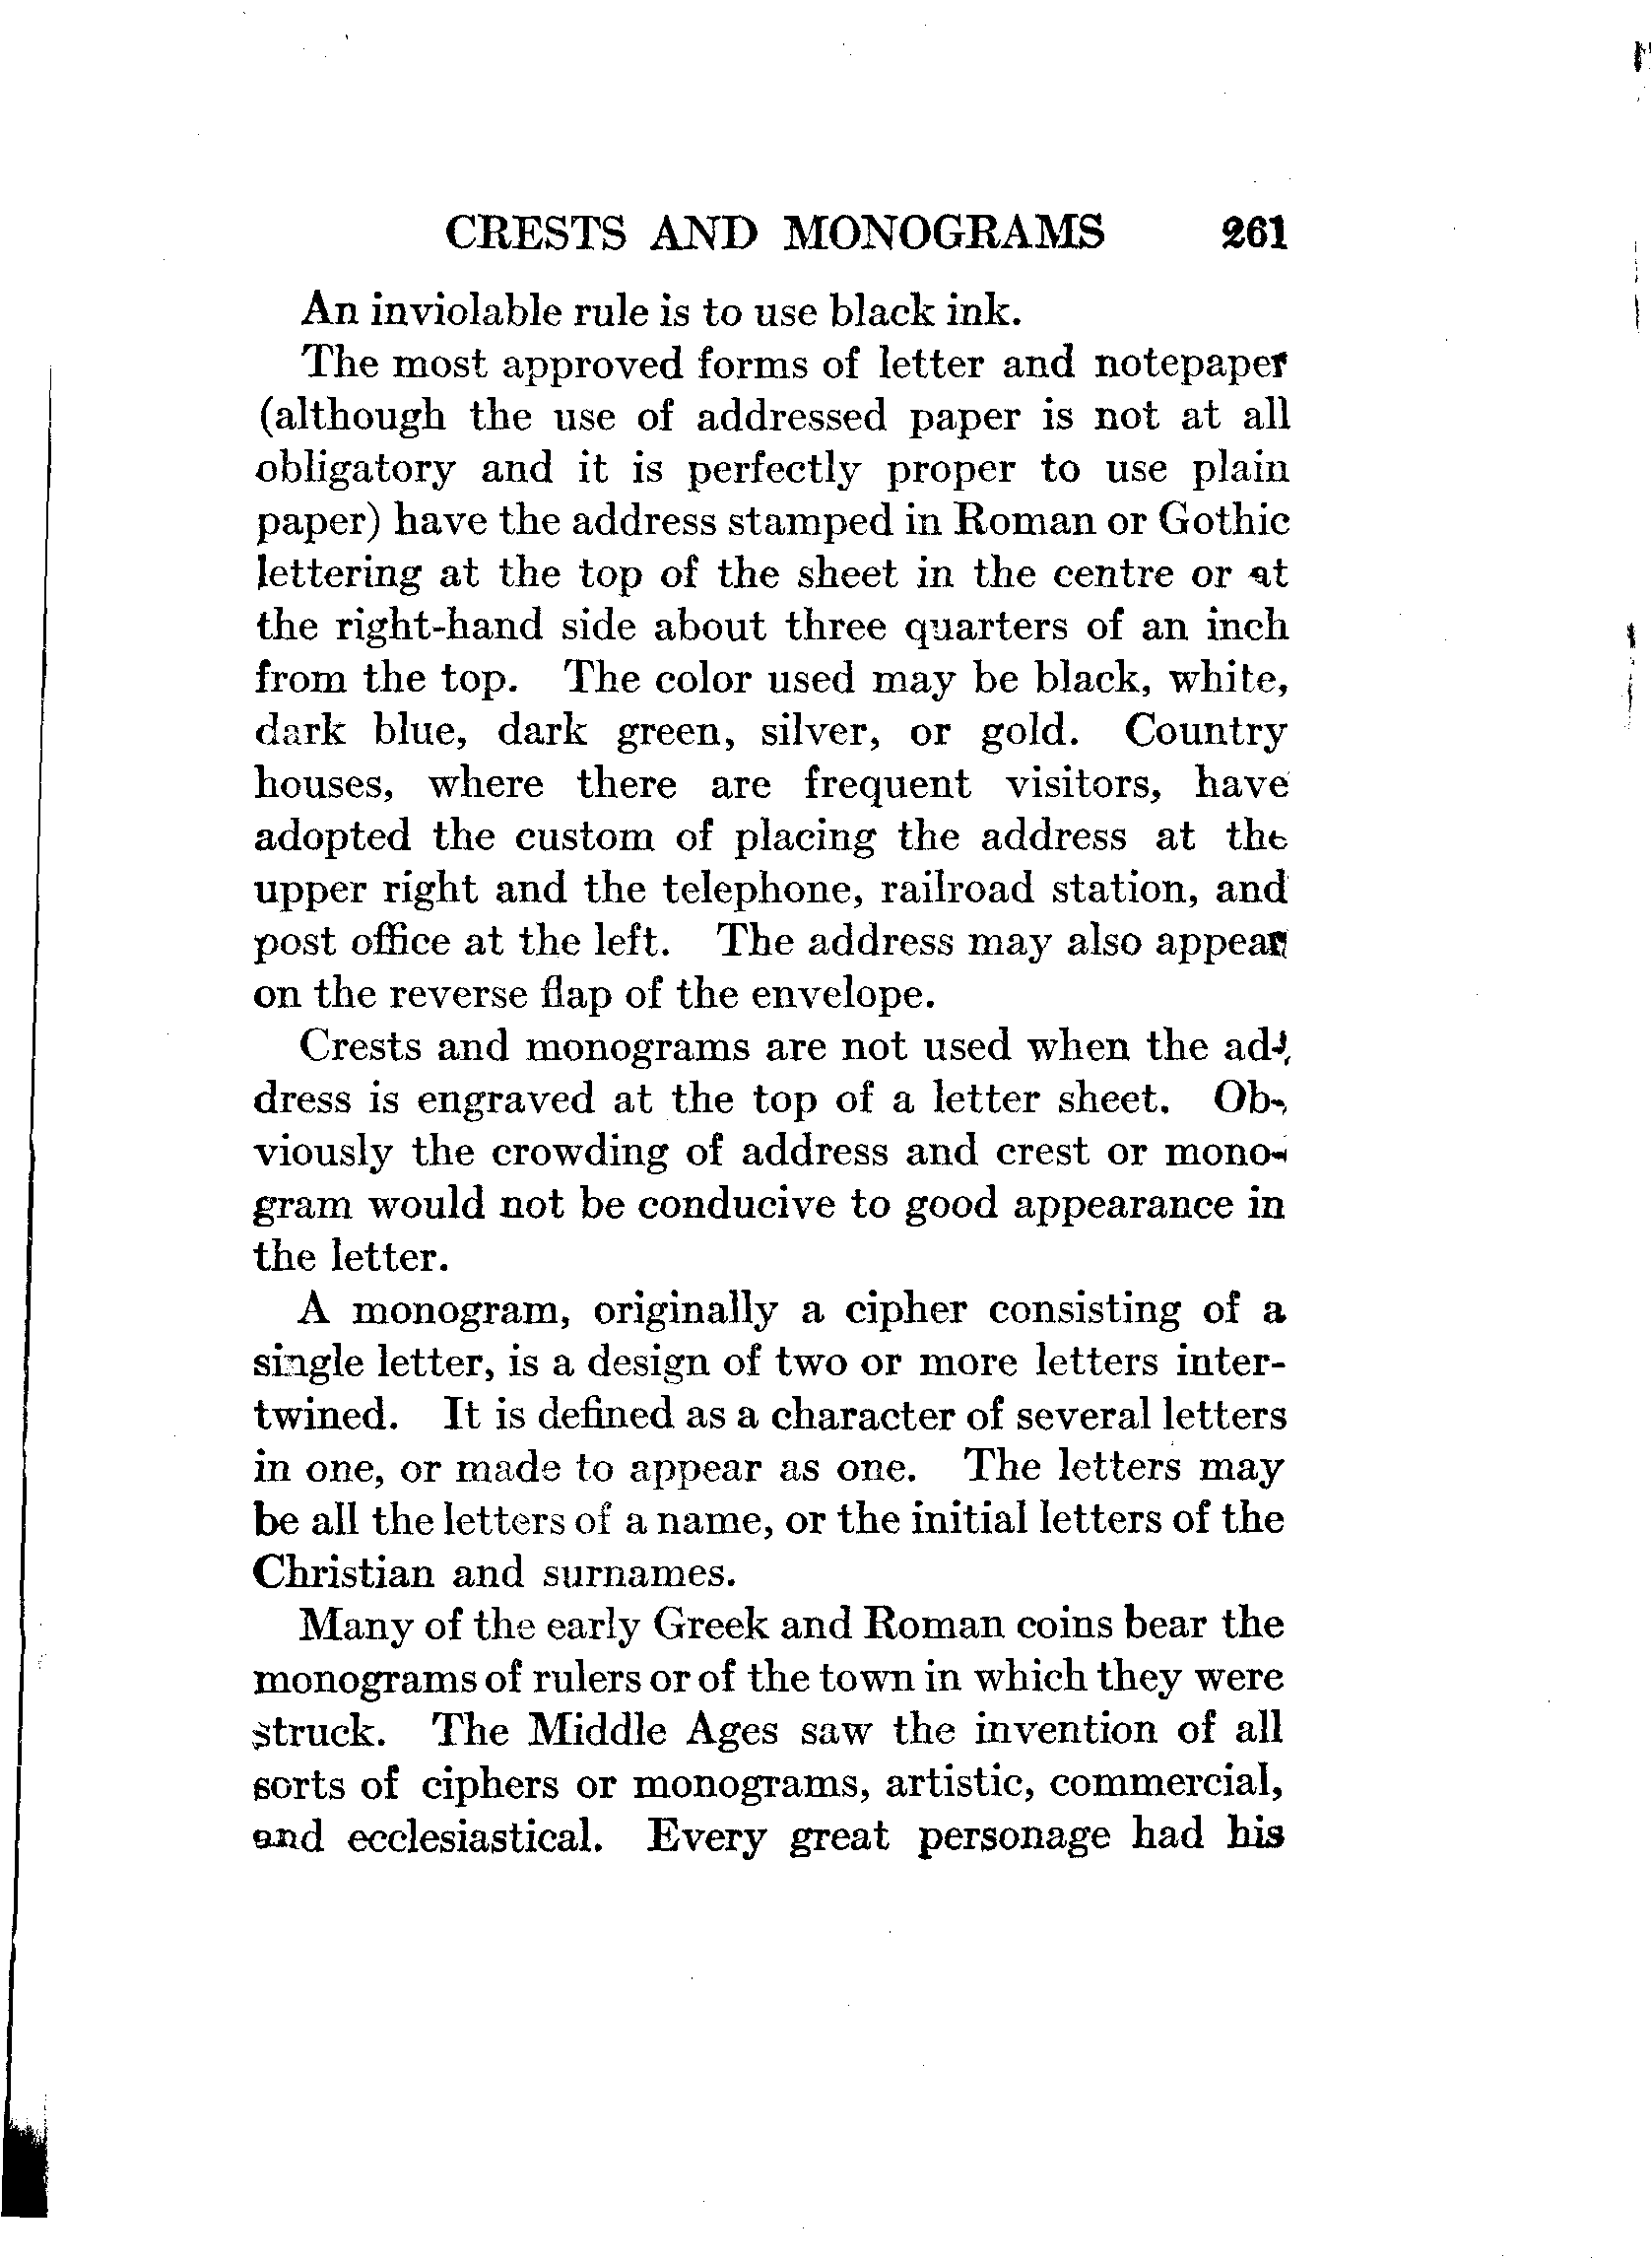 CRESTS AND MONOGRAMS 261
An inviolable rule is to use black ink.
The most approved forms of letter and notepaper
(although the use of addressed paper is not at all
obligatory and it is perfectly proper to use plain
paper) have the address stamped in Roman or Gothic
lettering at the top of the sheet in the centre or at
the right-hand side about three quarters of an inch
from the top. The color used may be black, white,
dark blue, dark green, silver, or gold. Country
houses, where there are frequent visitors, have
adopted the custom of placing the address at the
upper right and the telephone, railroad station, and
post office at the left. The address may also appear
on the reverse flap of the envelope.
Crests and monograms are not used when the ad-
dress is engraved at the top of a letter sheet. Ob-
viously the crowding of address and crest or mono-
gram would not be conducive to good appearance in
the letter.
A monogram, originally a cipher consisting of a
single letter, is a design of two or more letters inter-
twined. It is defined as a character of several letters
in one, or made to appear as one. The letters may
be all the letters of a name, or the initial letters of the
Christian and surnames.
Many of the early Greek and Roman coins bear the
monograms of rulers or of the town in which they were
struck. The Middle Ages saw the invention of all
sorts of ciphers or monograms, artistic, commercial,
and ecclesiastical. Every great personage had his